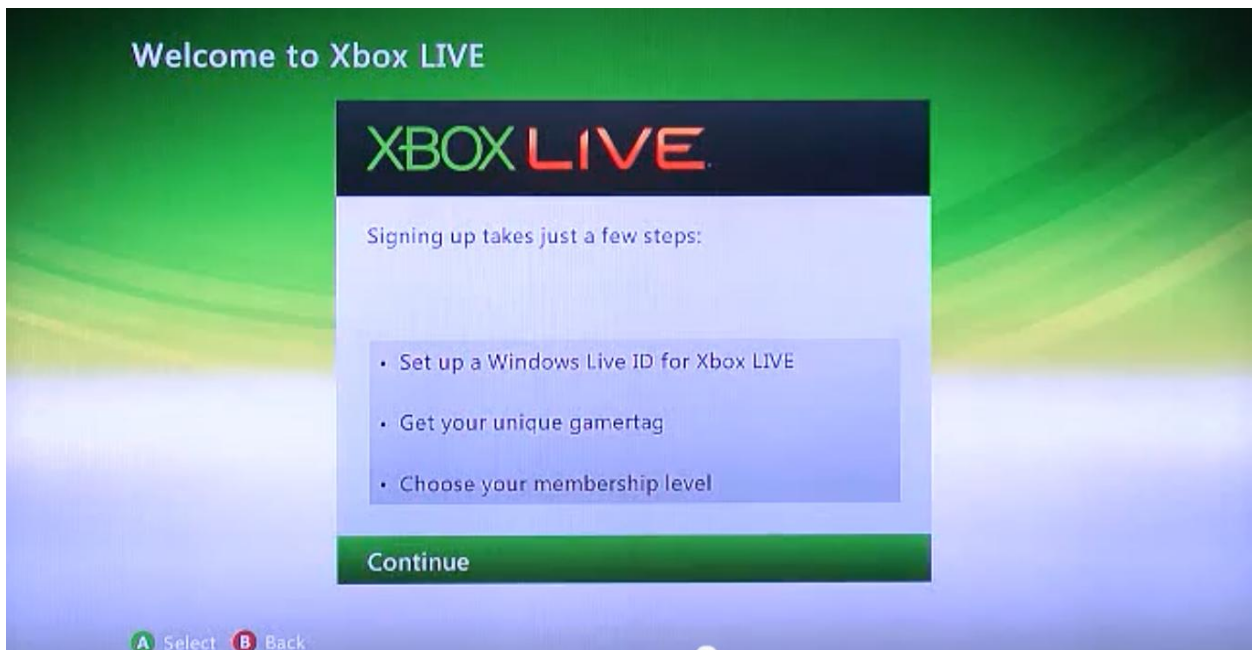 Welcome to Xbox LIVE
XBOX LIVE
Signing up takes just a few steps:
• Set up a Windows Live ID for Xbox LIVE
• Get your unique gamertag
• Choose your membership level
Continue
A Select B Back